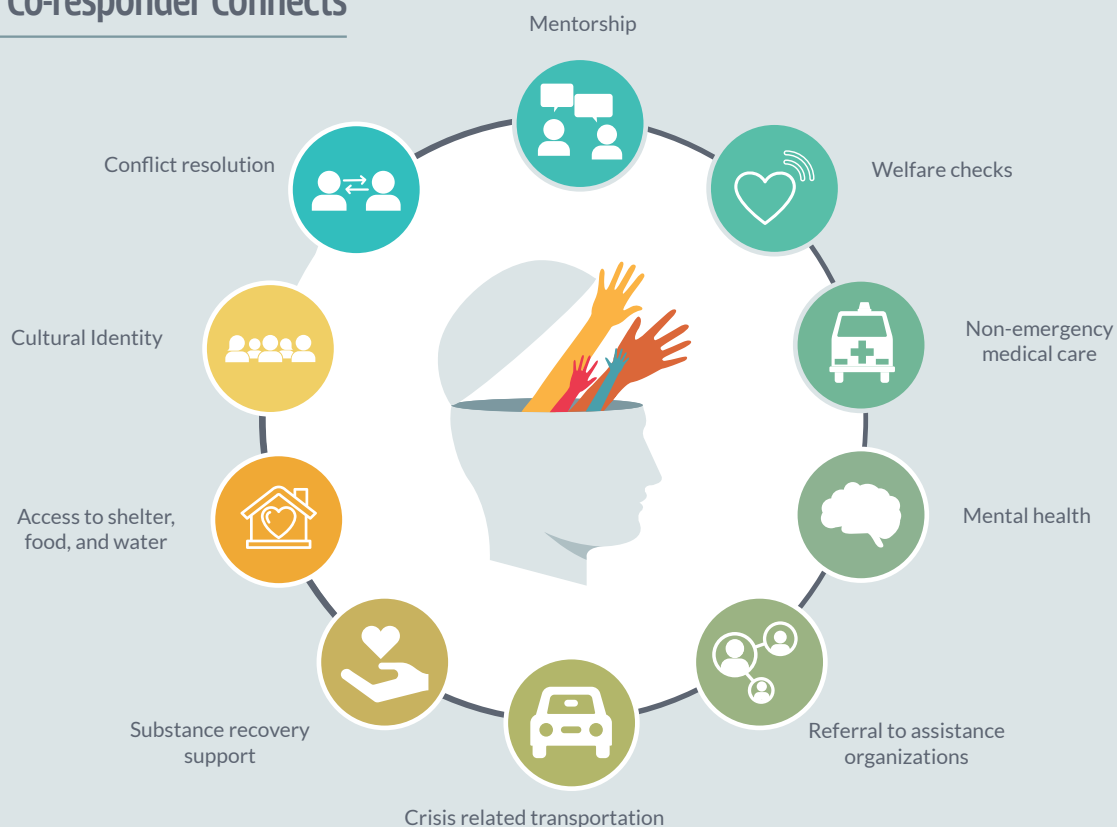 Co-responder Connects
Mentorship
Welfare checks
Non-emergency
medical care
Mental health
Referral to assistance
organizations
Crisis related transportation
Substance recovery
support
Access to shelter,
food, and water
Cultural Identity
Conflict resolution